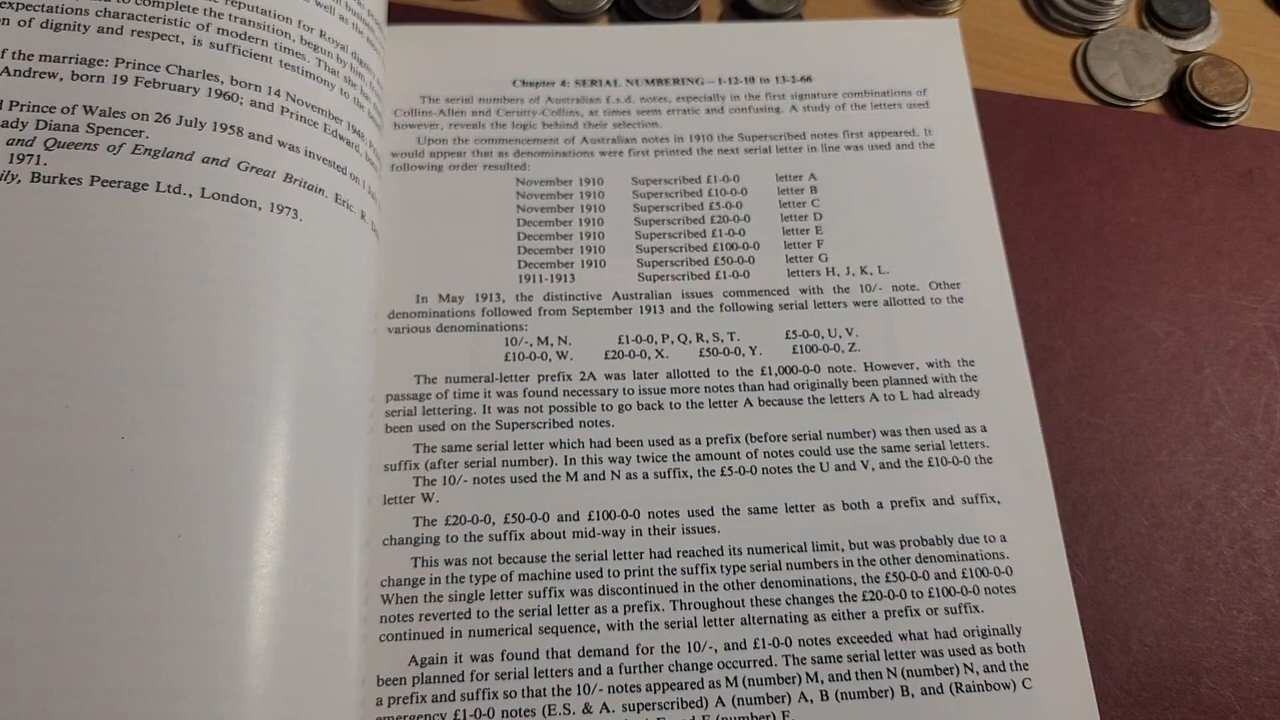 reputation for Royal
to complete the transition, begun by him,
expectations characteristic of modern times. That she has
n of dignity and respect, is sufficient testimony to the
f the marriage: Prince Charles, born 14 November 1948,
Andrew, born 19 February 1960; and Prince Edward,
Prince of Wales on 26 July 1958 and was invested on
ady Diana Spencer.
and Queens of England and Great Britain. Eric. R.
1971.
ily, Burkes Peerage Ltd., London, 1973.
Chapter 4: SERIAL NUMBERING – 1-12-10 to 13-2-66
The serial numbers of Australian £.s.d. notes, especially in the first signature combinations of
Collins-Allen and Cerutty-Collins, at times seem erratic and confusing. A study of the letters used
however, reveals the logic behind their selection.
Upon the commencement of Australian notes in 1910 the Superscribed notes first appeared. It
would appear that as denominations were first printed the next serial letter in line was used and the
following order resulted:
November 1910 Superscribed £1-0-0 letter A
November 1910 Superscribed £10-0-0 letter B
November 1910 Superscribed £5-0-0 letter C
December 1910 Superscribed £20-0-0 letter D
December 1910 Superscribed £1-0-0 letter E
December 1910 Superscribed £100-0-0 letter F
December 1910 Superscribed £50-0-0 letter G
1911-1913 Superscribed £1-0-0 letters H, J, K, L.
In May 1913, the distinctive Australian issues commenced with the 10/- note. Other
denominations followed from September 1913 and the following serial letters were allotted to the
various denominations:
10/-, M, N. £1-0-0, P, Q, R, S, T. £5-0-0, U, V.
£10-0-0, W. £20-0-0, X. £50-0-0, Y. £100-0-0, Z.
The numeral-letter prefix 2A was later allotted to the £1,000-0-0 note. However, with the
passage of time it was found necessary to issue more notes than had originally been planned with the
serial lettering. It was not possible to go back to the letter A because the letters A to L had already
been used on the Superscribed notes.
The same serial letter which had been used as a prefix (before serial number) was then used as a
suffix (after serial number). In this way twice the amount of notes could use the same serial letters.
The 10/- notes used the M and N as a suffix, the £5-0-0 notes the U and V, and the £10-0-0 the
letter W.
The £20-0-0, £50-0-0 and £100-0-0 notes used the same letter as both a prefix and suffix,
changing to the suffix about mid-way in their issues.
This was not because the serial letter had reached its numerical limit, but was probably due to a
change in the type of machine used to print the suffix type serial numbers in the other denominations.
When the single letter suffix was discontinued in the other denominations, the £50-0-0 and £100-0-0
notes reverted to the serial letter as a prefix. Throughout these changes the £20-0-0 to £100-0-0 notes
continued in numerical sequence, with the serial letter alternating as either a prefix or suffix.
Again it was found that demand for the 10/-, and £1-0-0 notes exceeded what had originally
been planned for serial letters and a further change occurred. The same serial letter was used as both
a prefix and suffix so that the 10/- notes appeared as M (number) M, and then N (number) N, and the
emergency £1-0-0 notes (E.S. & A. superscribed) A (number) A, B (number) B, and (Rainbow) C
(number) F.